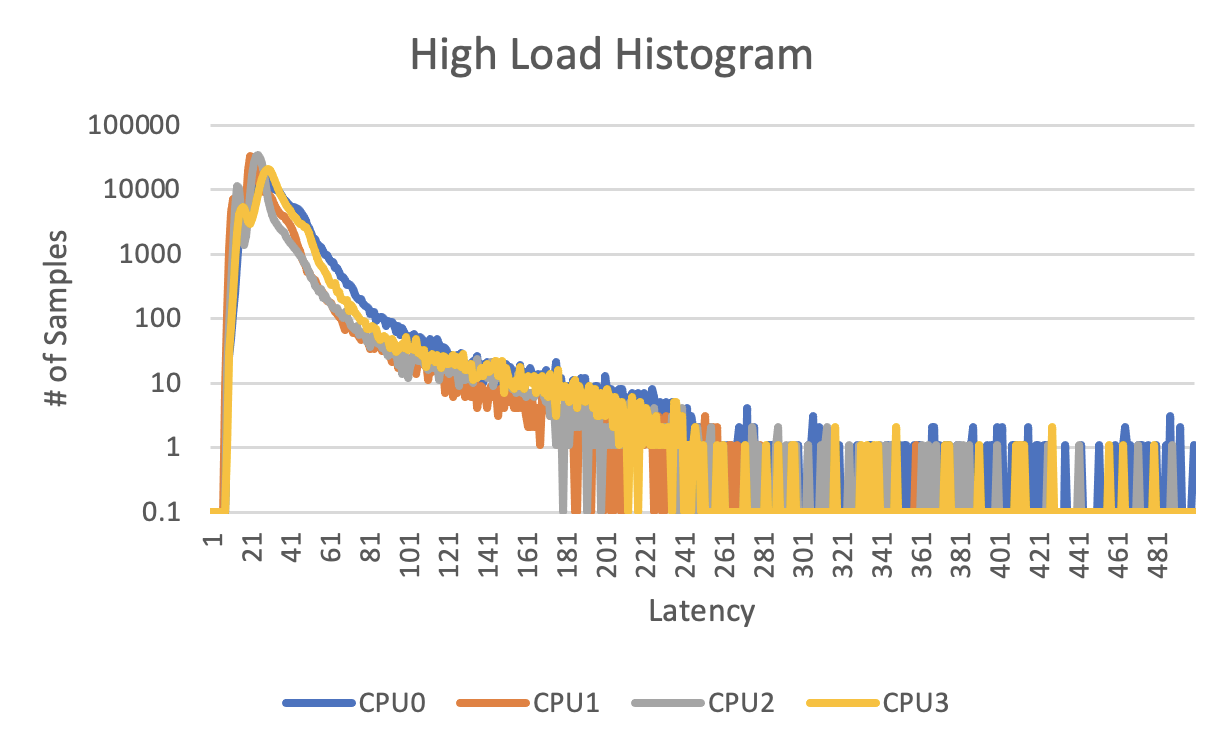 High Load Histogram
# of Samples
100000
10000
1000
100
10
1
0.1
1 21 41 61 81 101 121 141 161 181 201 221 241 261 281 301 321 341 361 381 401 421 441 461 481
Latency
CPU0 CPU1 CPU2 CPU3